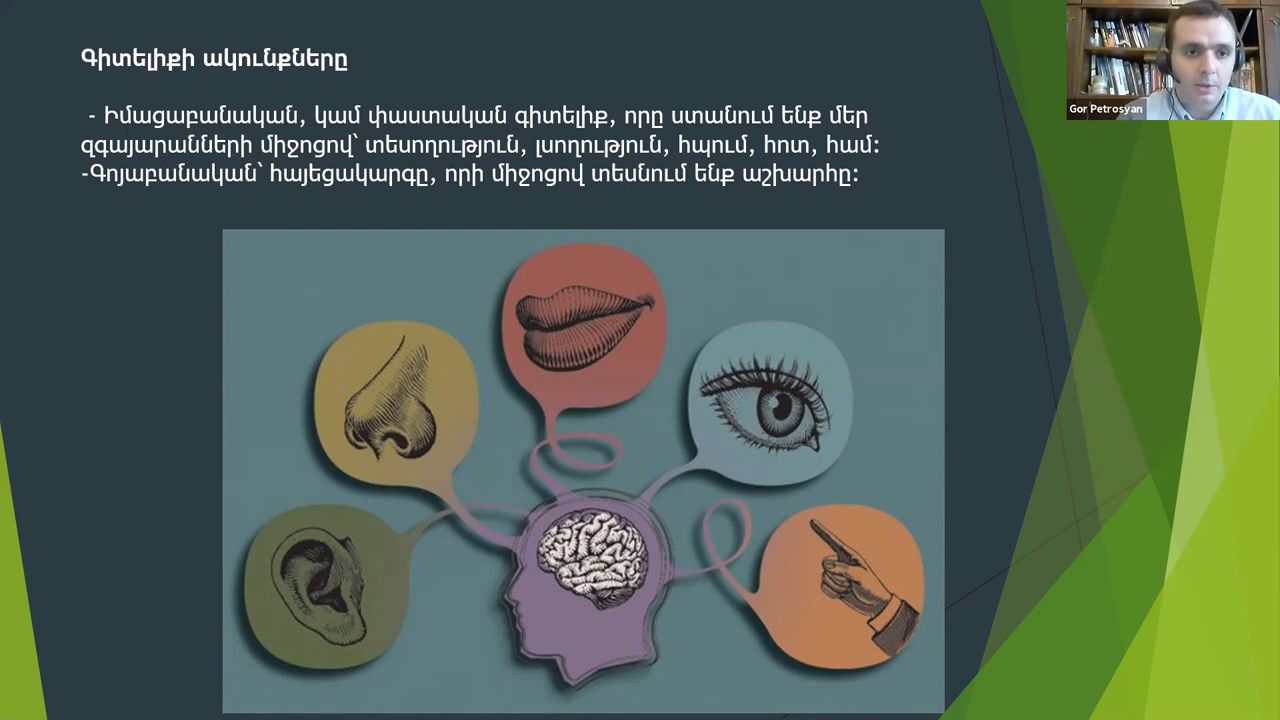 Գիտելիքի ակունքները
- Իմացաբանական, կամ փաստական գիտելիք, որը ստանում ենք մեր
զգայարանների միջոցով՝ տեսողություն, լսողություն, հպում, հոտ, համ:
-Գոյաբանական՝ հայեցակարգը, որի միջոցով տեսնում ենք աշխարհը:
Gor Petrosyan